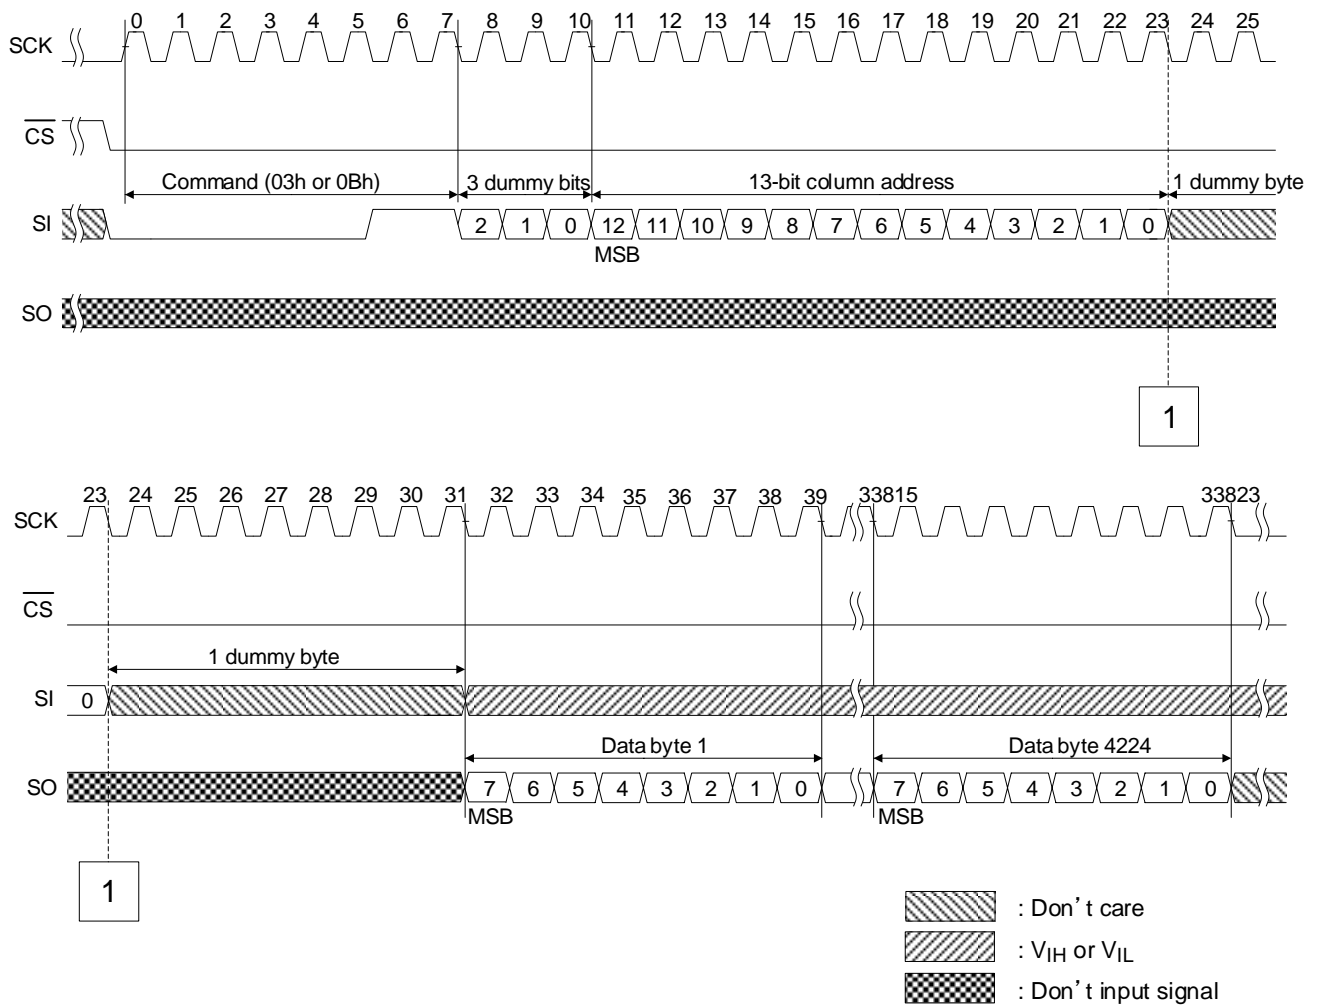 0 1 2 3 4 5 6 7 8 9 10 11 12 13 14 15 16 17 18 19 20 21 22 23 24 25
SCK
CS
Command (03h or 0Bh) 3 dummy bits 13-bit column address 1 dummy byte
SI 2 1 0 12 11 10 9 8 7 6 5 4 3 2 1 0
MSB
SO
1
23 24 25 26 27 28 29 30 31 32 33 34 35 36 37 38 39 33815 33823
SCK
CS
1 dummy byte
SI 0
Data byte 1 Data byte 4224
SO 7 6 5 4 3 2 1 0 7 6 5 4 3 2 1 0
MSB MSB
1
: Don't care
: VIH or VIL
: Don't input signal